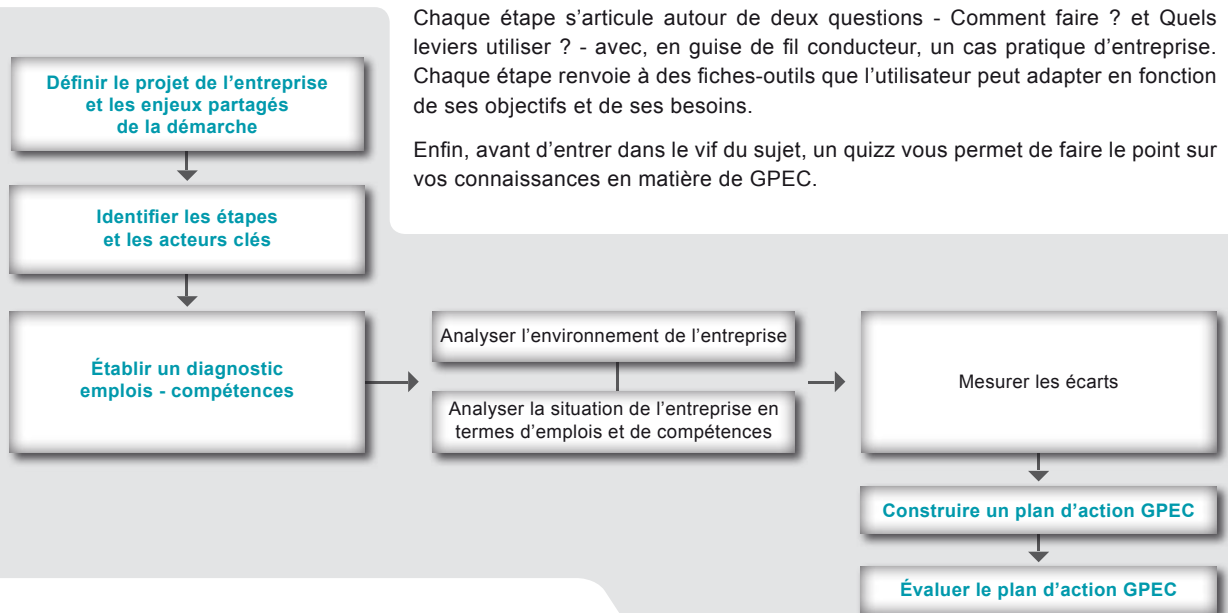 Chaque étape s’articule autour de deux questions - Comment faire ? et Quels
leviers utiliser ? - avec, en guise de fil conducteur, un cas pratique d’entreprise.
Chaque étape renvoie à des fiches-outils que l’utilisateur peut adapter en fonction
de ses objectifs et de ses besoins.
Enfin, avant d’entrer dans le vif du sujet, un quizz vous permet de faire le point sur
vos connaissances en matière de GPEC.
Définir le projet de l’entreprise
et les enjeux partagés
de la démarche
Identifier les étapes
et les acteurs clés
Établir un diagnostic
emplois - compétences
Analyser l’environnement de l’entreprise
Analyser la situation de l’entreprise en
termes d’emplois et de compétences
Mesurer les écarts
Construire un plan d’action GPEC
Évaluer le plan d’action GPEC